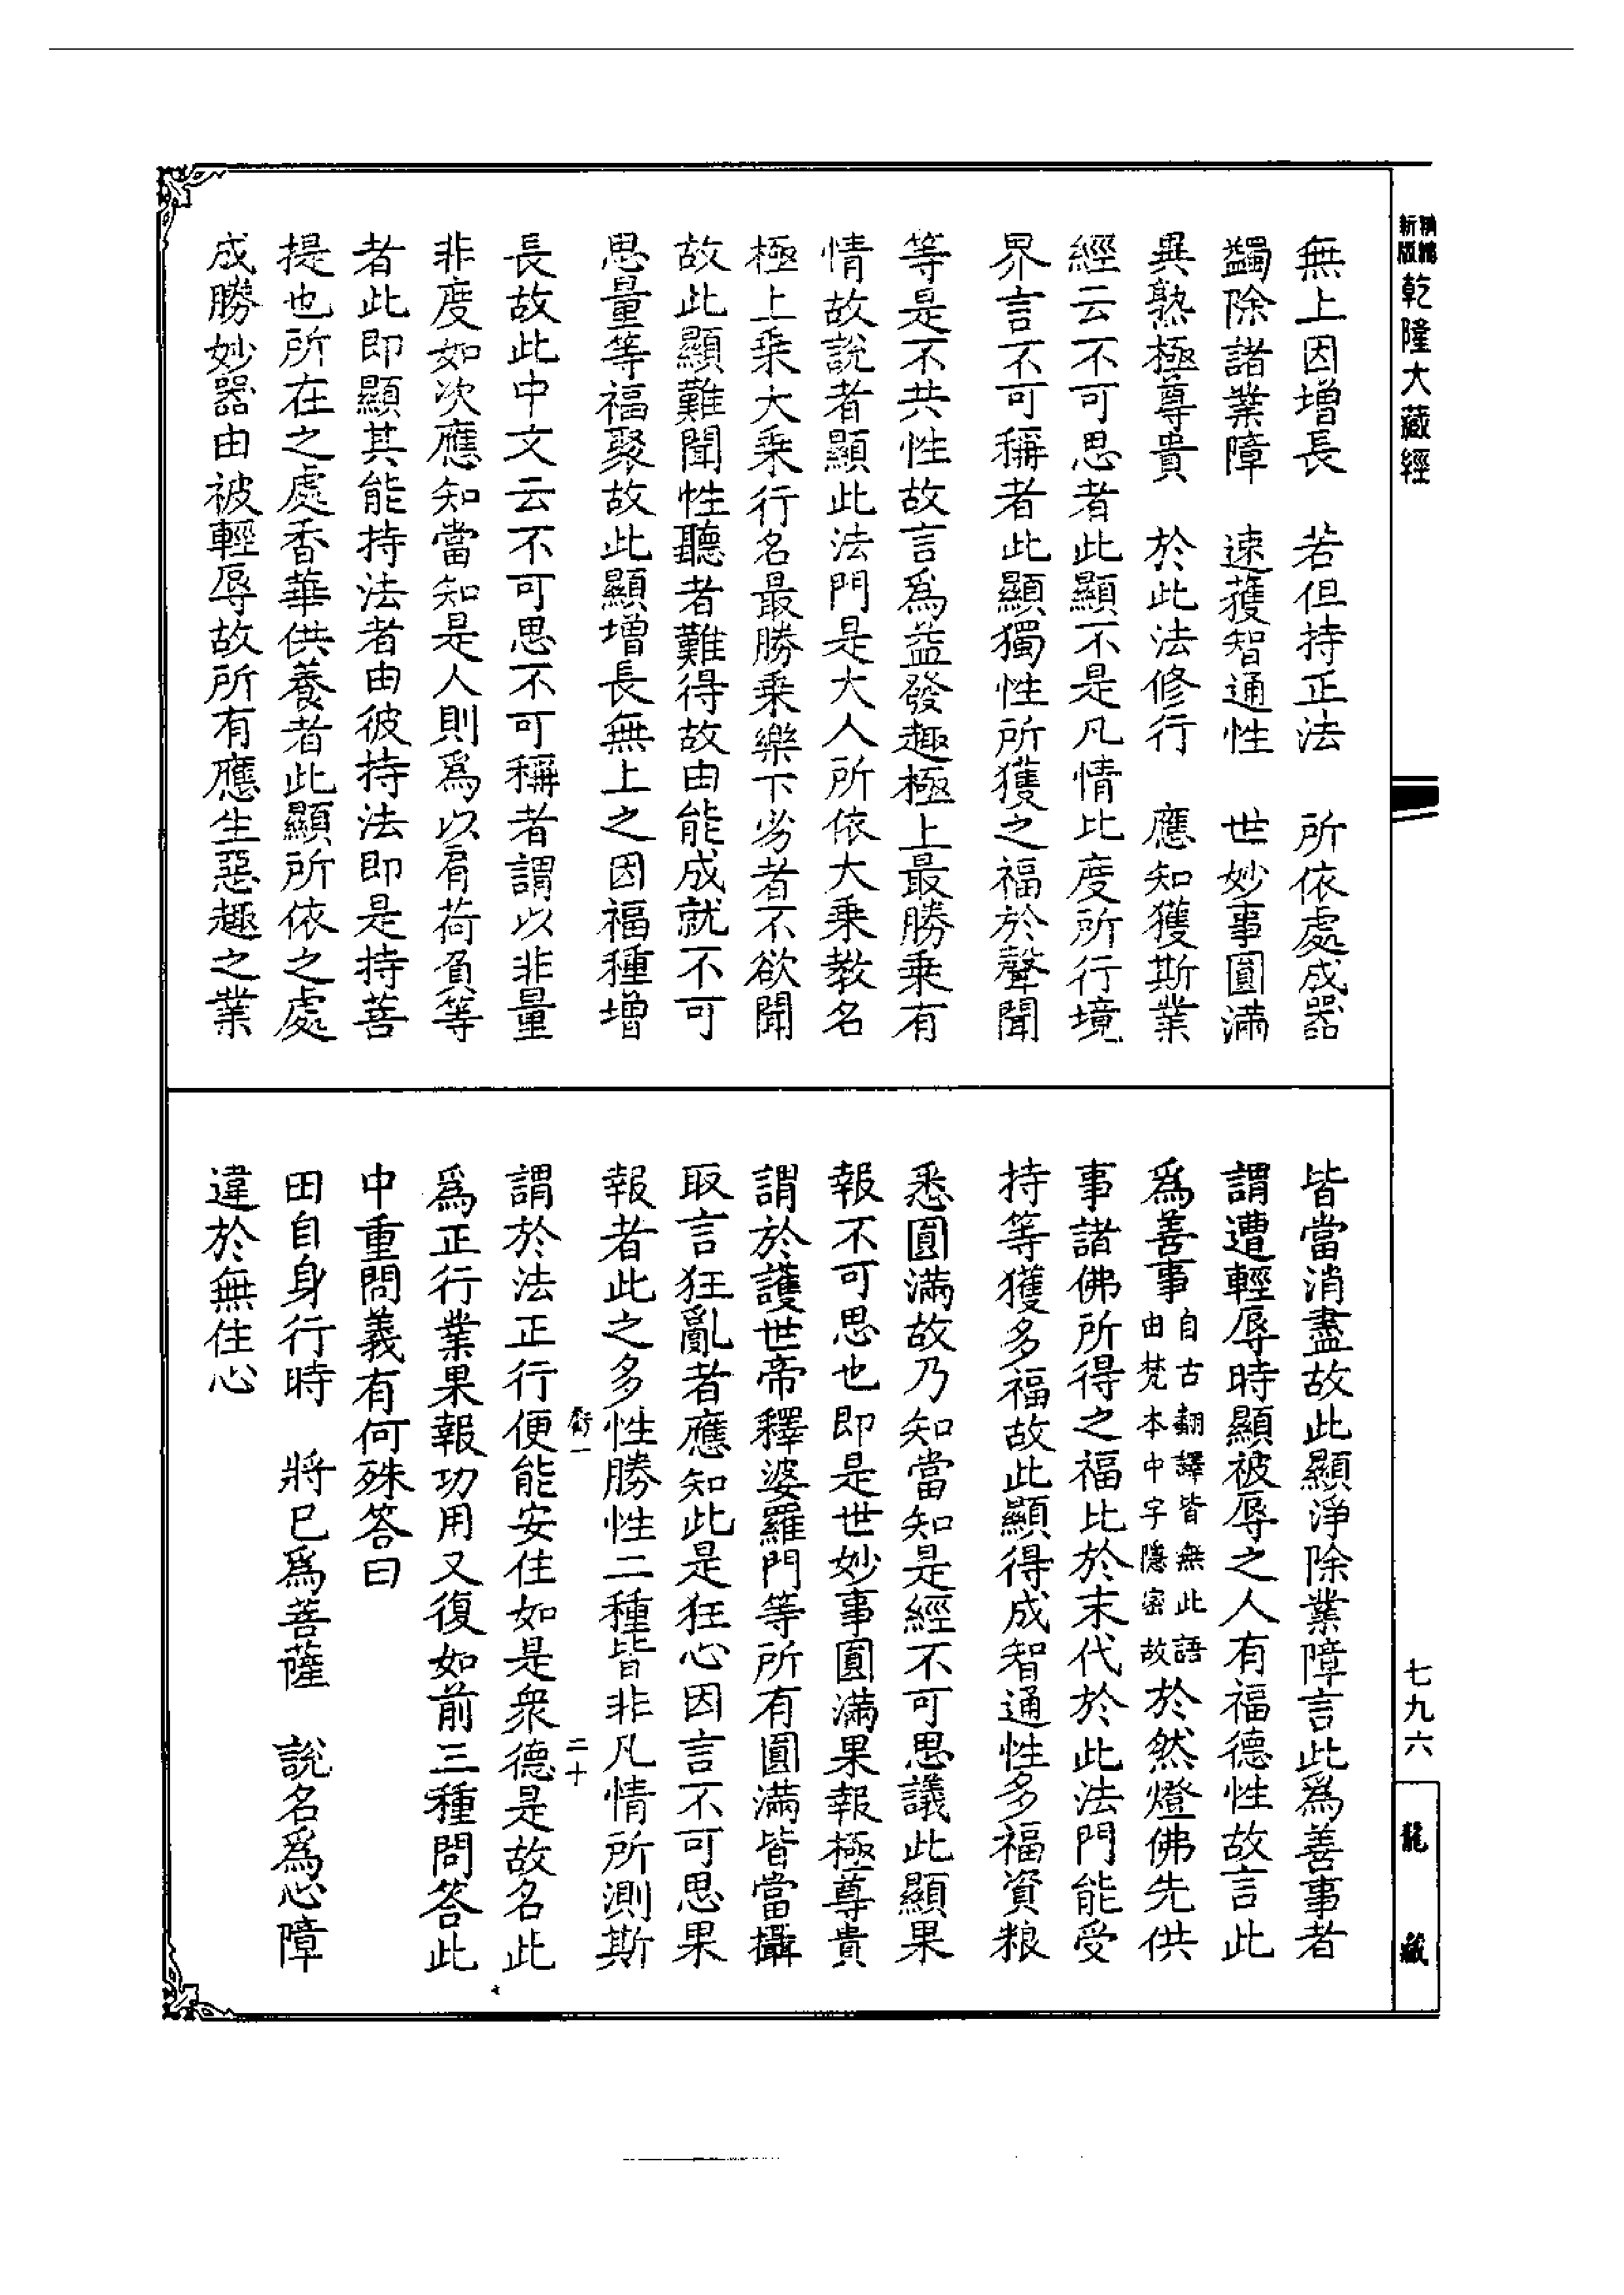 新編縮版乾隆大藏經
無上因增長　若但持正法　所依處成器
蠲除諸業障　速獲智通性　世妙事圓滿
異熟極尊貴　於此法修行　應知獲斯業
經云不可思者此顯不是凡情比度所行境
界言不可稱者此顯獨性所獲之福於聲聞
等是不共性故言爲益發趣極上最勝乘有
情故說者顯此法門是大人所依大乘教名
極上乘大乘行名最勝乘樂下劣者不欲聞
故此顯難聞性聽者難得故由能成就不可
思量等福聚故此顯增長無上之因福種增
長故此中文云不可思不可稱者謂以非量
非度如次應知當知是人則爲以肩荷負等
者此即顯其能持法者由彼持法即是持菩
提也所在之處香華供養者此顯所依之處
成勝妙器由被輕辱故所有應生惡趣之業
皆當消盡故此顯淨除業障言此爲善事者
謂遭輕辱時顯被辱之人有福德性故言此
爲善事自古翻譯皆無此語由梵本中字隱密故於然燈佛先供
事諸佛所得之福比於末代於此法門能受
持等獲多福故此顯得成智通性多福資粮
悉圓滿故乃知當知是經不可思議此顯果
報不可思也即是世妙事圓滿果報極尊貴
謂於護世帝釋婆羅門等所有圓滿皆當攝
取言狂亂者應知此是狂心因言不可思果
報者此之多性勝性二種皆非凡情所測斯
謂於法正行便能安住如是衆德是故名此
爲正行業果報功用又復如前三種問答此
中重問義有何殊答曰
田自身行時　將已爲菩薩　說名爲心障
違於無住心
二十
七九六
龍藏